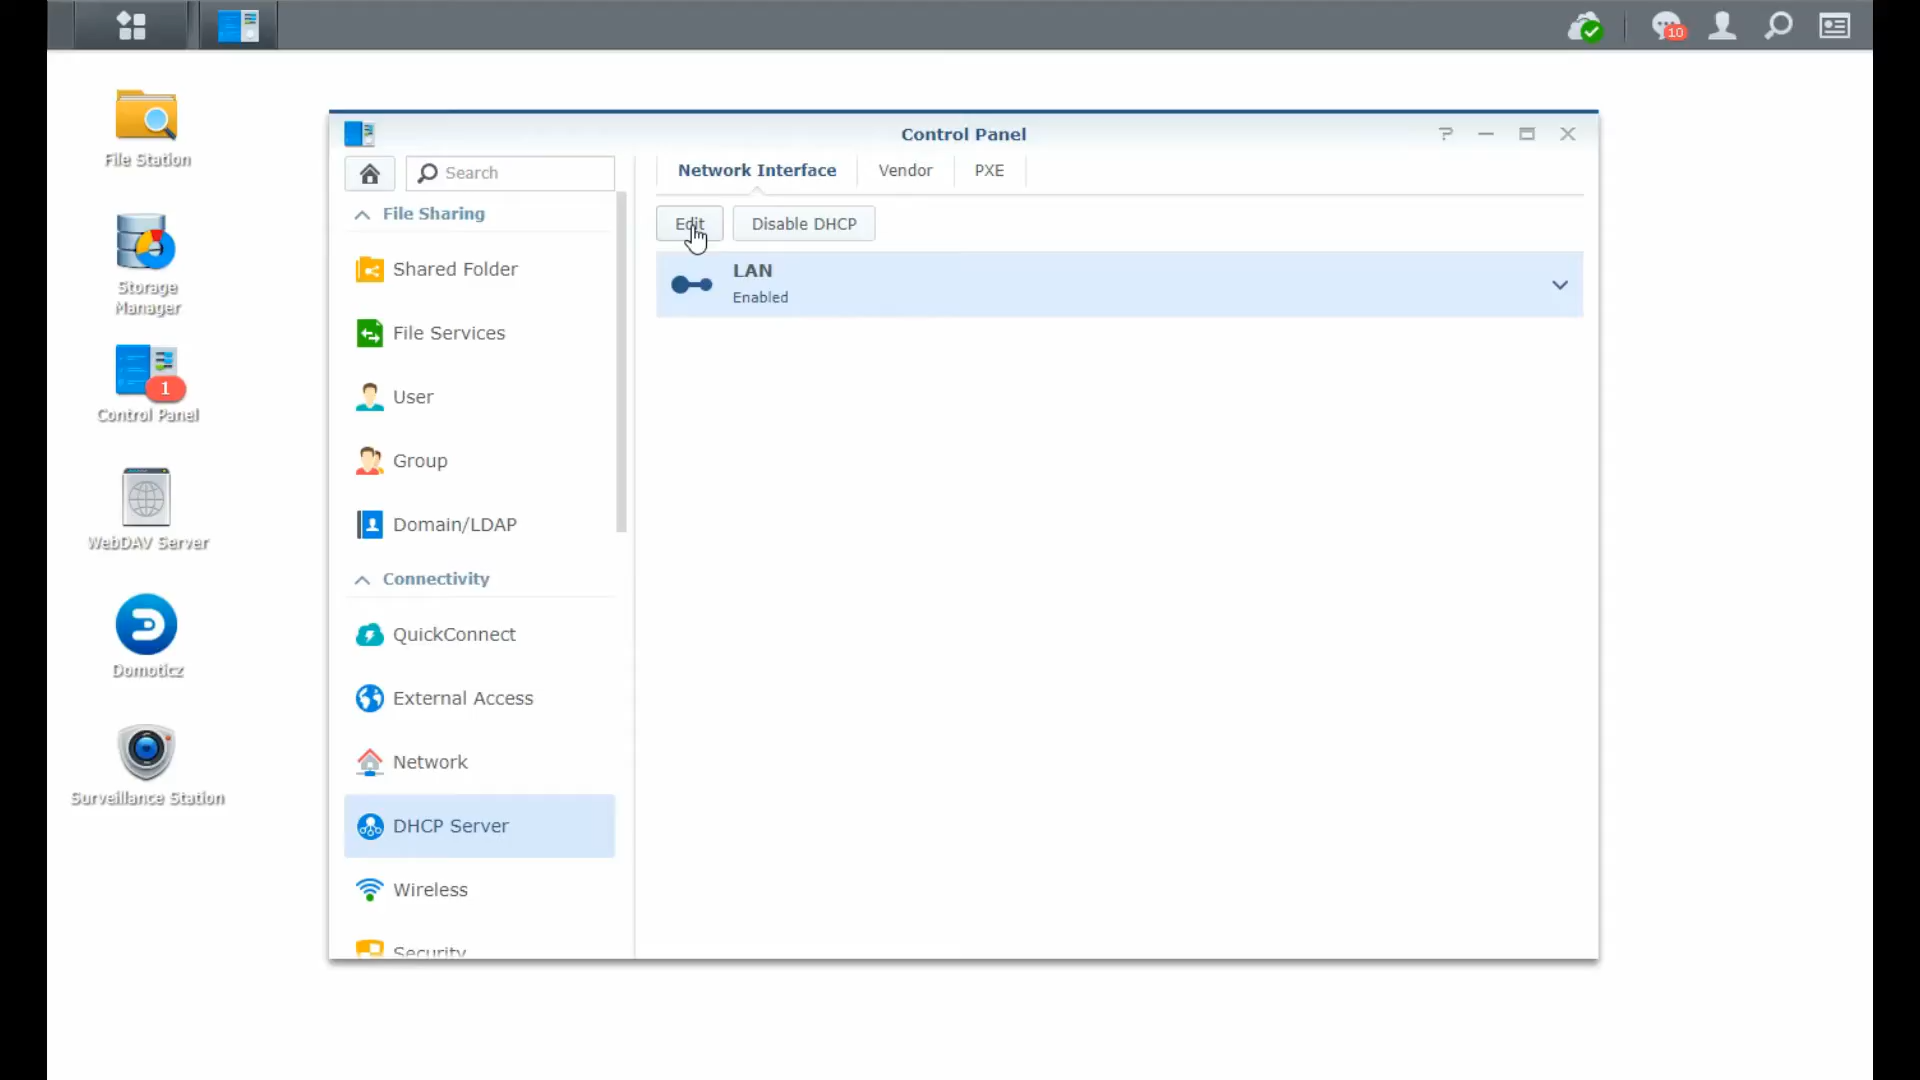 10
File Station
Storage
Manager
1
Control Panel
WebDAV Server
Domoticz
Surveillance Station
Control Panel
?
Search
File Sharing
Shared Folder
File Services
User
Group
Domain/LDAP
Connectivity
QuickConnect
External Access
Network
DHCP Server
Wireless
Security
Network Interface
Vendor
PXE
Edit
Disable DHCP
LAN
Enabled